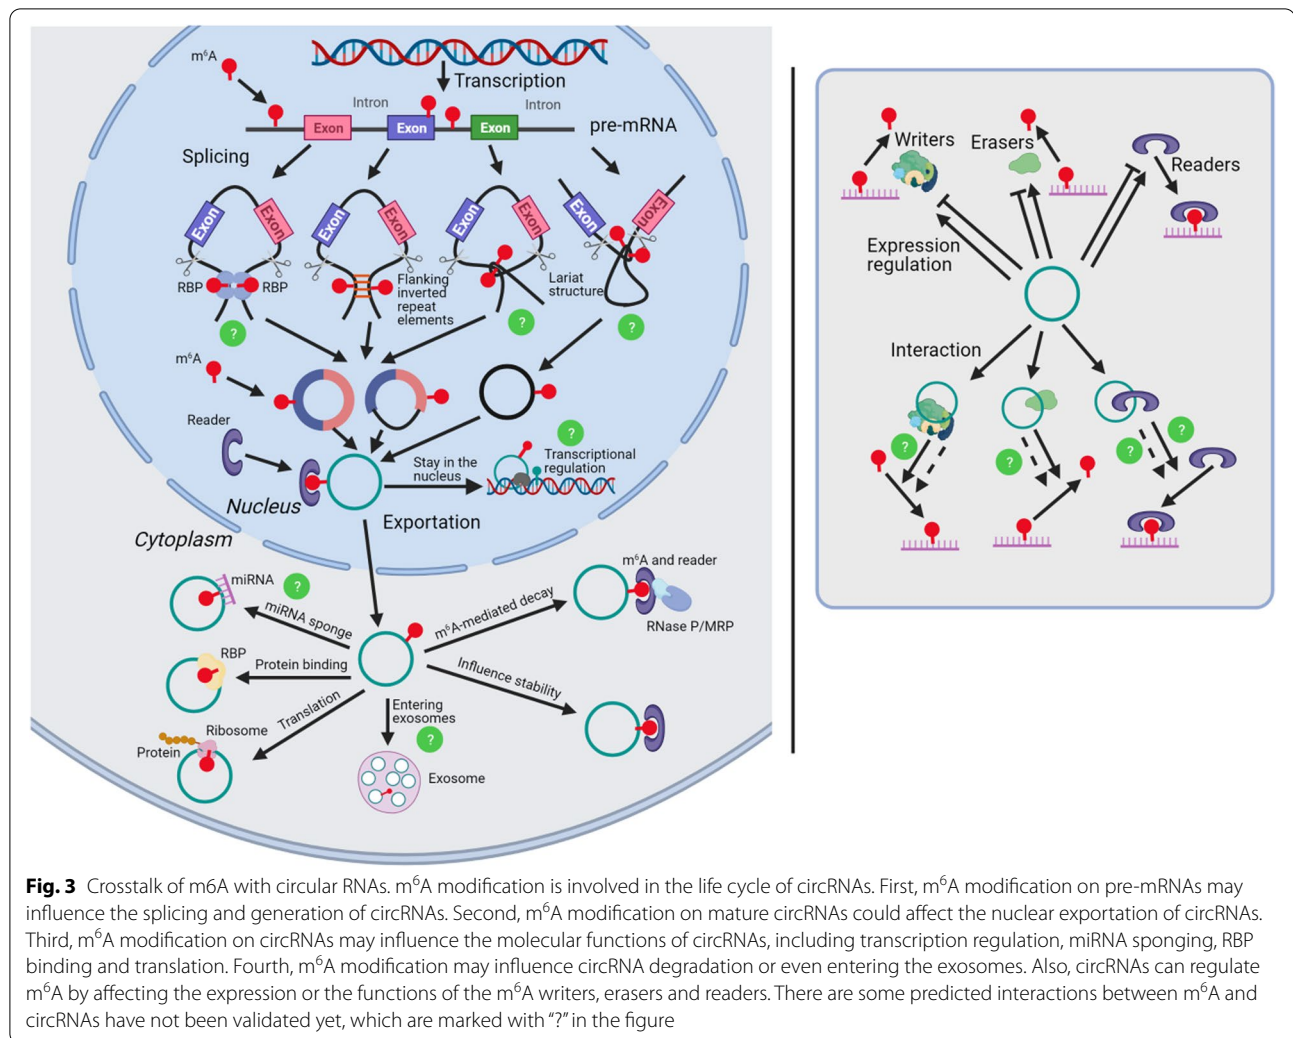 m⁶A
Transcription
Intron
Intron
Exon
Exon
Exon
pre-mRNA
Splicing
Exon
Exon
Exon
Exon
Exon
Exon
Exon
Exon
RBP
RBP
Flanking
inverted
repeat
elements
Lariat
structure
?
?
?
m⁶A
Reader
Stay in the
nucleus
?
Transcriptional
regulation
Nucleus
Exportation
Cytoplasm
miRNA
?
miRNA sponge
m⁶A-mediated decay
m⁶A and reader
RNase P/MRP
RBP
Protein binding
Influence stability
Translation
Entering
exosomes
?
Ribosome
Protein
Exosome
Writers
Erasers
Readers
Expression
regulation
Interaction
?
?
?
?
Fig. 3 Crosstalk of m6A with circular RNAs. m⁶A modification is involved in the life cycle of circRNAs. First, m⁶A modification on pre-mRNAs may
influence the splicing and generation of circRNAs. Second, m⁶A modification on mature circRNAs could affect the nuclear exportation of circRNAs.
Third, m⁶A modification on circRNAs may influence the molecular functions of circRNAs, including transcription regulation, miRNA sponging, RBP
binding and translation. Fourth, m⁶A modification may influence circRNA degradation or even entering the exosomes. Also, circRNAs can regulate
m⁶A by affecting the expression or the functions of the m⁶A writers, erasers and readers. There are some predicted interactions between m⁶A and
circRNAs have not been validated yet, which are marked with “?” in the figure